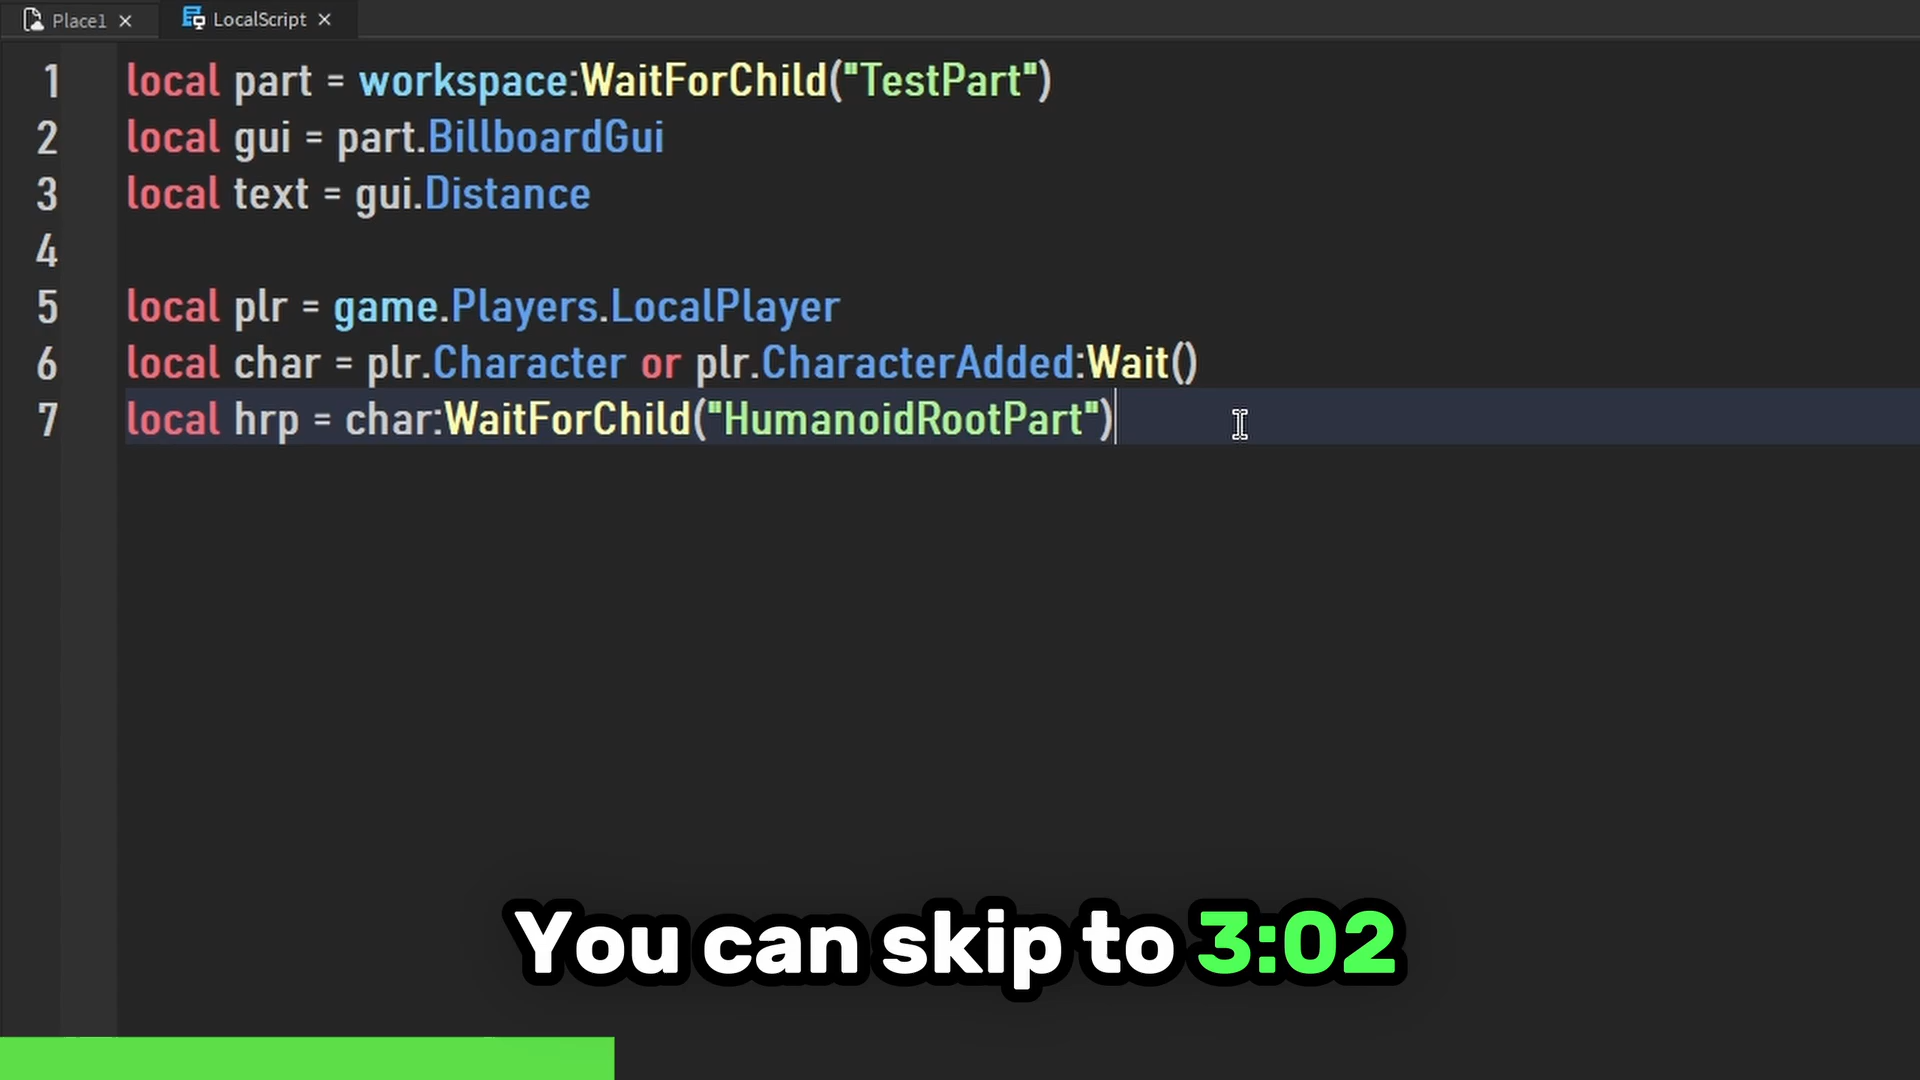 Place1 LocalScript
1 local part = workspace:WaitForChild("TestPart")
2 local gui = part.BillboardGui
3 local text = gui.Distance
4
5 local plr = game.Players.LocalPlayer
6 local char = plr.Character or plr.CharacterAdded:Wait()
7 local hrp = char:WaitForChild("HumanoidRootPart")
You can skip to 3:02